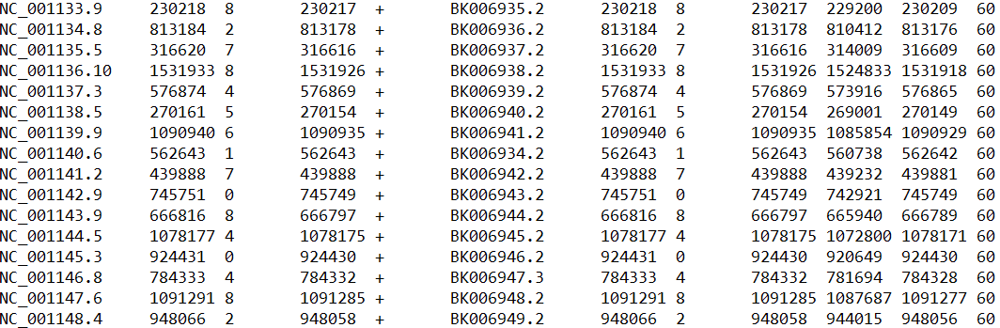 NC_001133.9 230218 8 230217 + BK006935.2 230218 8 230217 229200 230209 60
NC_001134.8 813184 2 813178 + BK006936.2 813184 2 813178 810412 813176 60
NC_001135.5 316620 7 316616 + BK006937.2 316620 7 316616 314009 316609 60
NC_001136.10 1531933 8 1531926 + BK006938.2 1531933 8 1531926 1524833 1531918 60
NC_001137.3 576874 4 576869 + BK006939.2 576874 4 576869 573916 576865 60
NC_001138.5 270161 5 270154 + BK006940.2 270161 5 270154 269001 270149 60
NC_001139.9 1090940 6 1090935 + BK006941.2 1090940 6 1090935 1085854 1090929 60
NC_001140.6 562643 1 562643 + BK006934.2 562643 1 562643 560738 562642 60
NC_001141.2 439888 7 439888 + BK006942.2 439888 7 439888 439232 439881 60
NC_001142.9 745751 0 745749 + BK006943.2 745751 0 745749 742921 745749 60
NC_001143.9 666816 8 666797 + BK006944.2 666816 8 666797 665940 666789 60
NC_001144.5 1078177 4 1078175 + BK006945.2 1078177 4 1078175 1072800 1078171 60
NC_001145.3 924431 0 924430 + BK006946.2 924431 0 924430 920649 924430 60
NC_001146.8 784333 4 784332 + BK006947.3 784333 4 784332 781694 784328 60
NC_001147.6 1091291 8 1091285 + BK006948.2 1091291 8 1091285 1087687 1091277 60
NC_001148.4 948066 2 948058 + BK006949.2 948066 2 948058 944015 948056 60